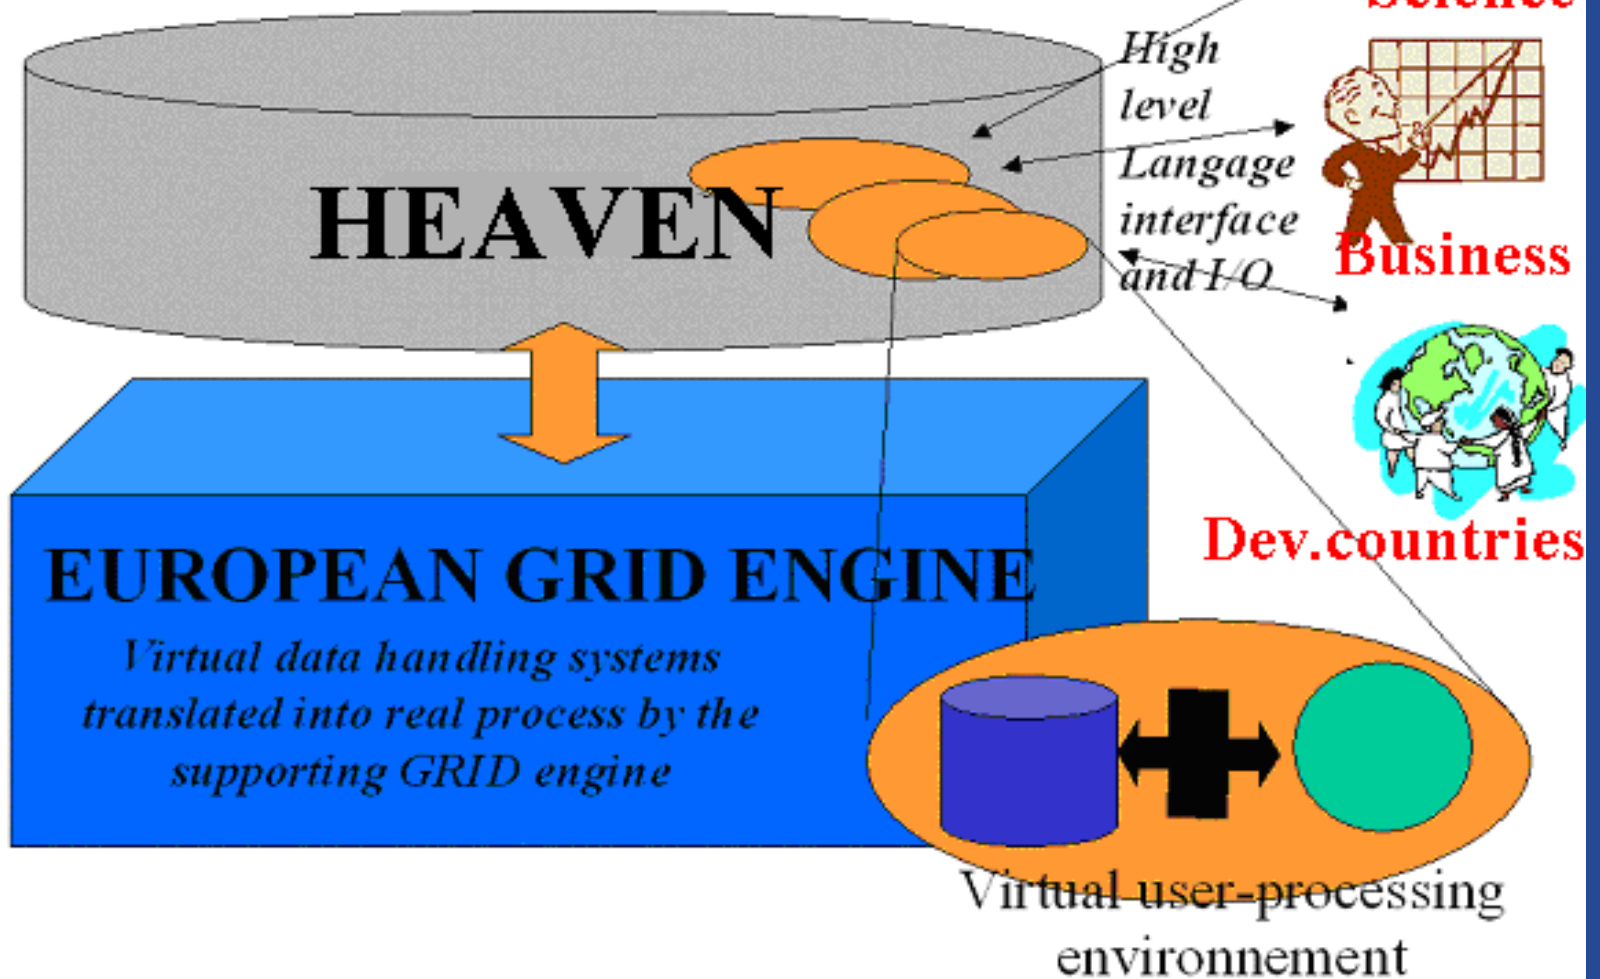 Science
High
level
Langage
interface
and I/O
HEAVEN
Business
Dev.countries
EUROPEAN GRID ENGINE
Virtual data handling systems
translated into real process by the
supporting GRID engine
Virtual user-processing
environnement